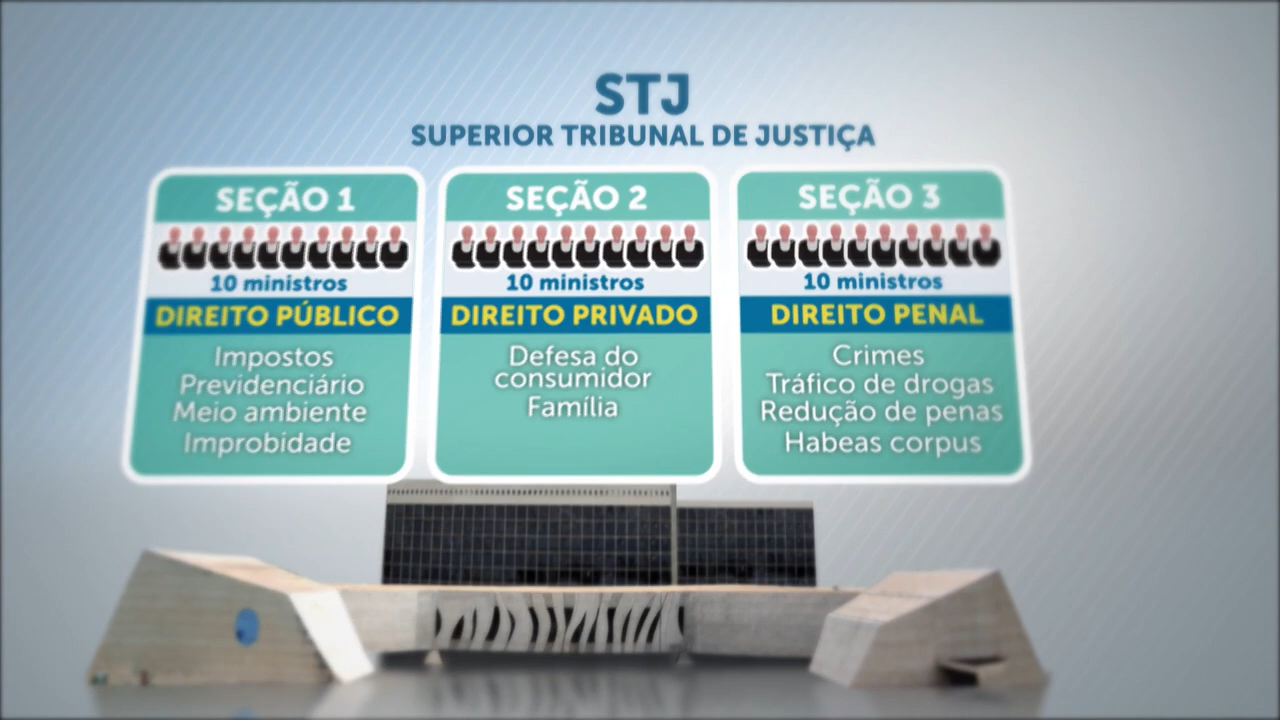 STJ
SUPERIOR TRIBUNAL DE JUSTIÇA
SEÇÃO 1
10 ministros
DIREITO PÚBLICO
Impostos
Previdenciário
Meio ambiente
Improbidade
SEÇÃO 2
10 ministros
DIREITO PRIVADO
Defesa do
consumidor
Família
SEÇÃO 3
10 ministros
DIREITO PENAL
Crimes
Tráfico de drogas
Redução de penas
Habeas corpus